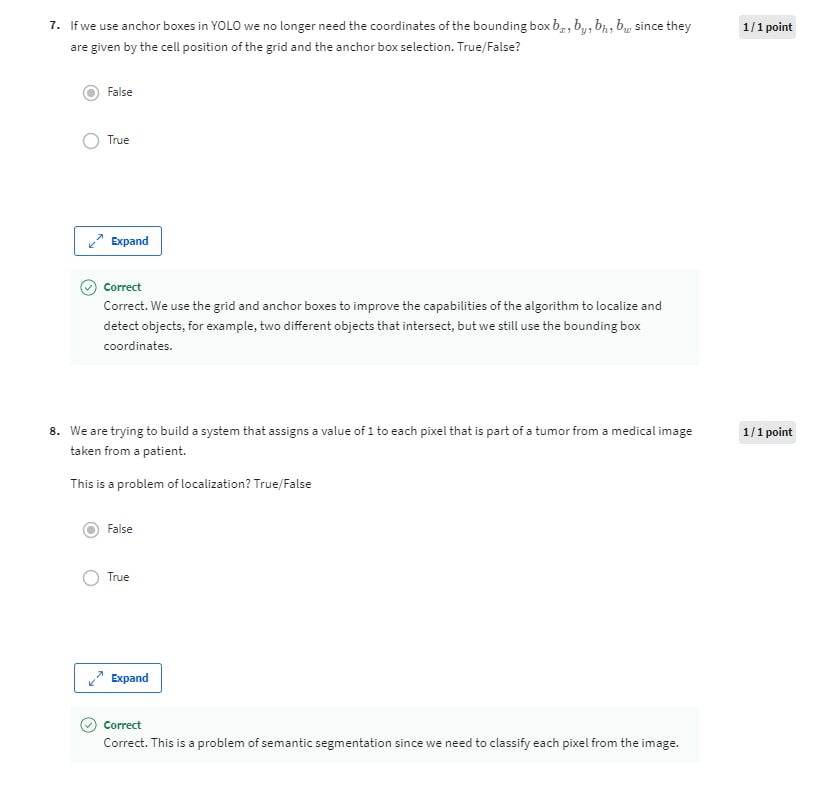 7. If we use anchor boxes in YOLO we no longer need the coordinates of the bounding box bx, by, bh, bw since they
1 / 1 point
are given by the cell position of the grid and the anchor box selection. True/False?
False
True
Expand
Correct
Correct. We use the grid and anchor boxes to improve the capabilities of the algorithm to localize and
detect objects, for example, two different objects that intersect, but we still use the bounding box
coordinates.
8. We are trying to build a system that assigns a value of 1 to each pixel that is part of a tumor from a medical image
1 / 1 point
taken from a patient.
This is a problem of localization? True/False
False
True
Expand
Correct
Correct. This is a problem of semantic segmentation since we need to classify each pixel from the image.